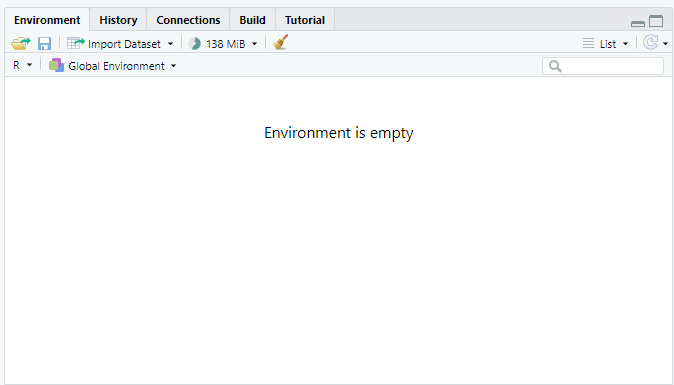 Environment History Connections Build Tutorial
Import Dataset 138 MiB List
R Global Environment
Environment is empty